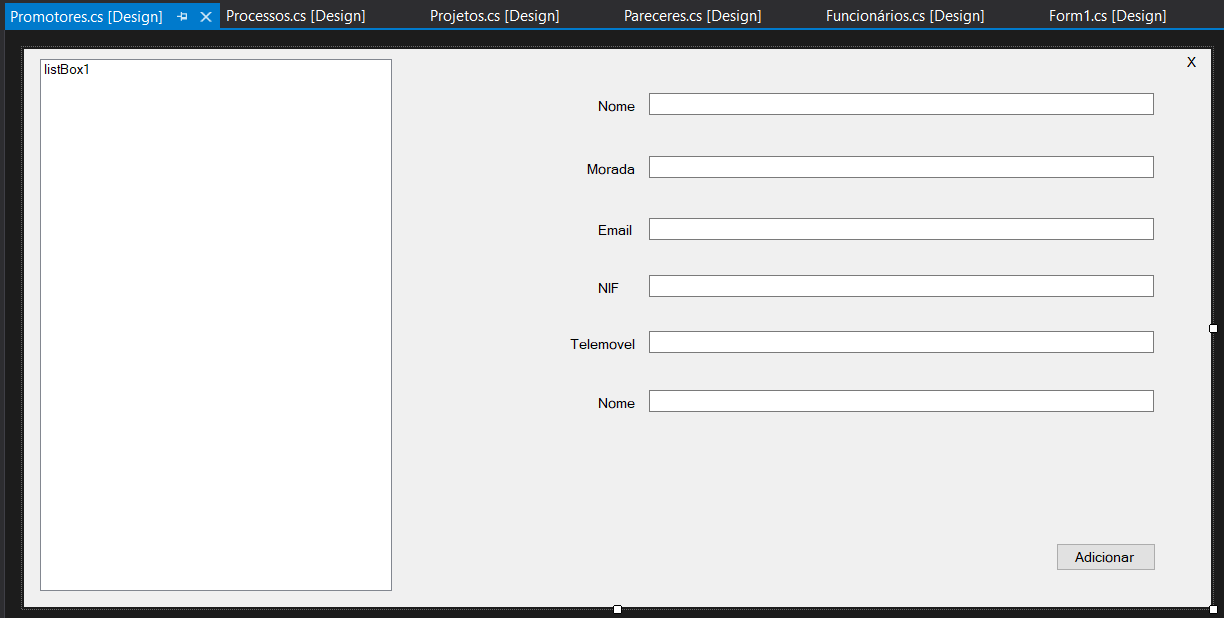 Promotores.cs [Design]
Processos.cs [Design]
Projetos.cs [Design]
Pareceres.cs [Design]
Funcionários.cs [Design]
Form1.cs [Design]
listBox1
X
Nome
Morada
Email
NIF
Telemovel
Nome
Adicionar